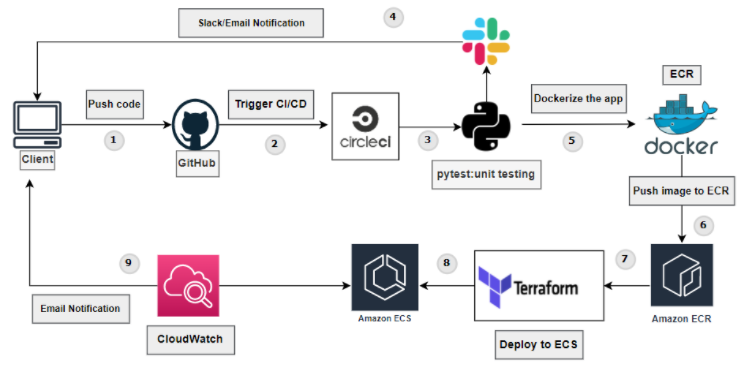 Slack/Email Notification
4
ECR
Push code
Trigger CI/CD
Dockerize the app
1
2
circleci
3
5
docker
Client
GitHub
pytest:unit testing
Push image to ECR
6
9
8
7
Terraform
Email Notification
CloudWatch
Amazon ECS
Deploy to ECS
Amazon ECR